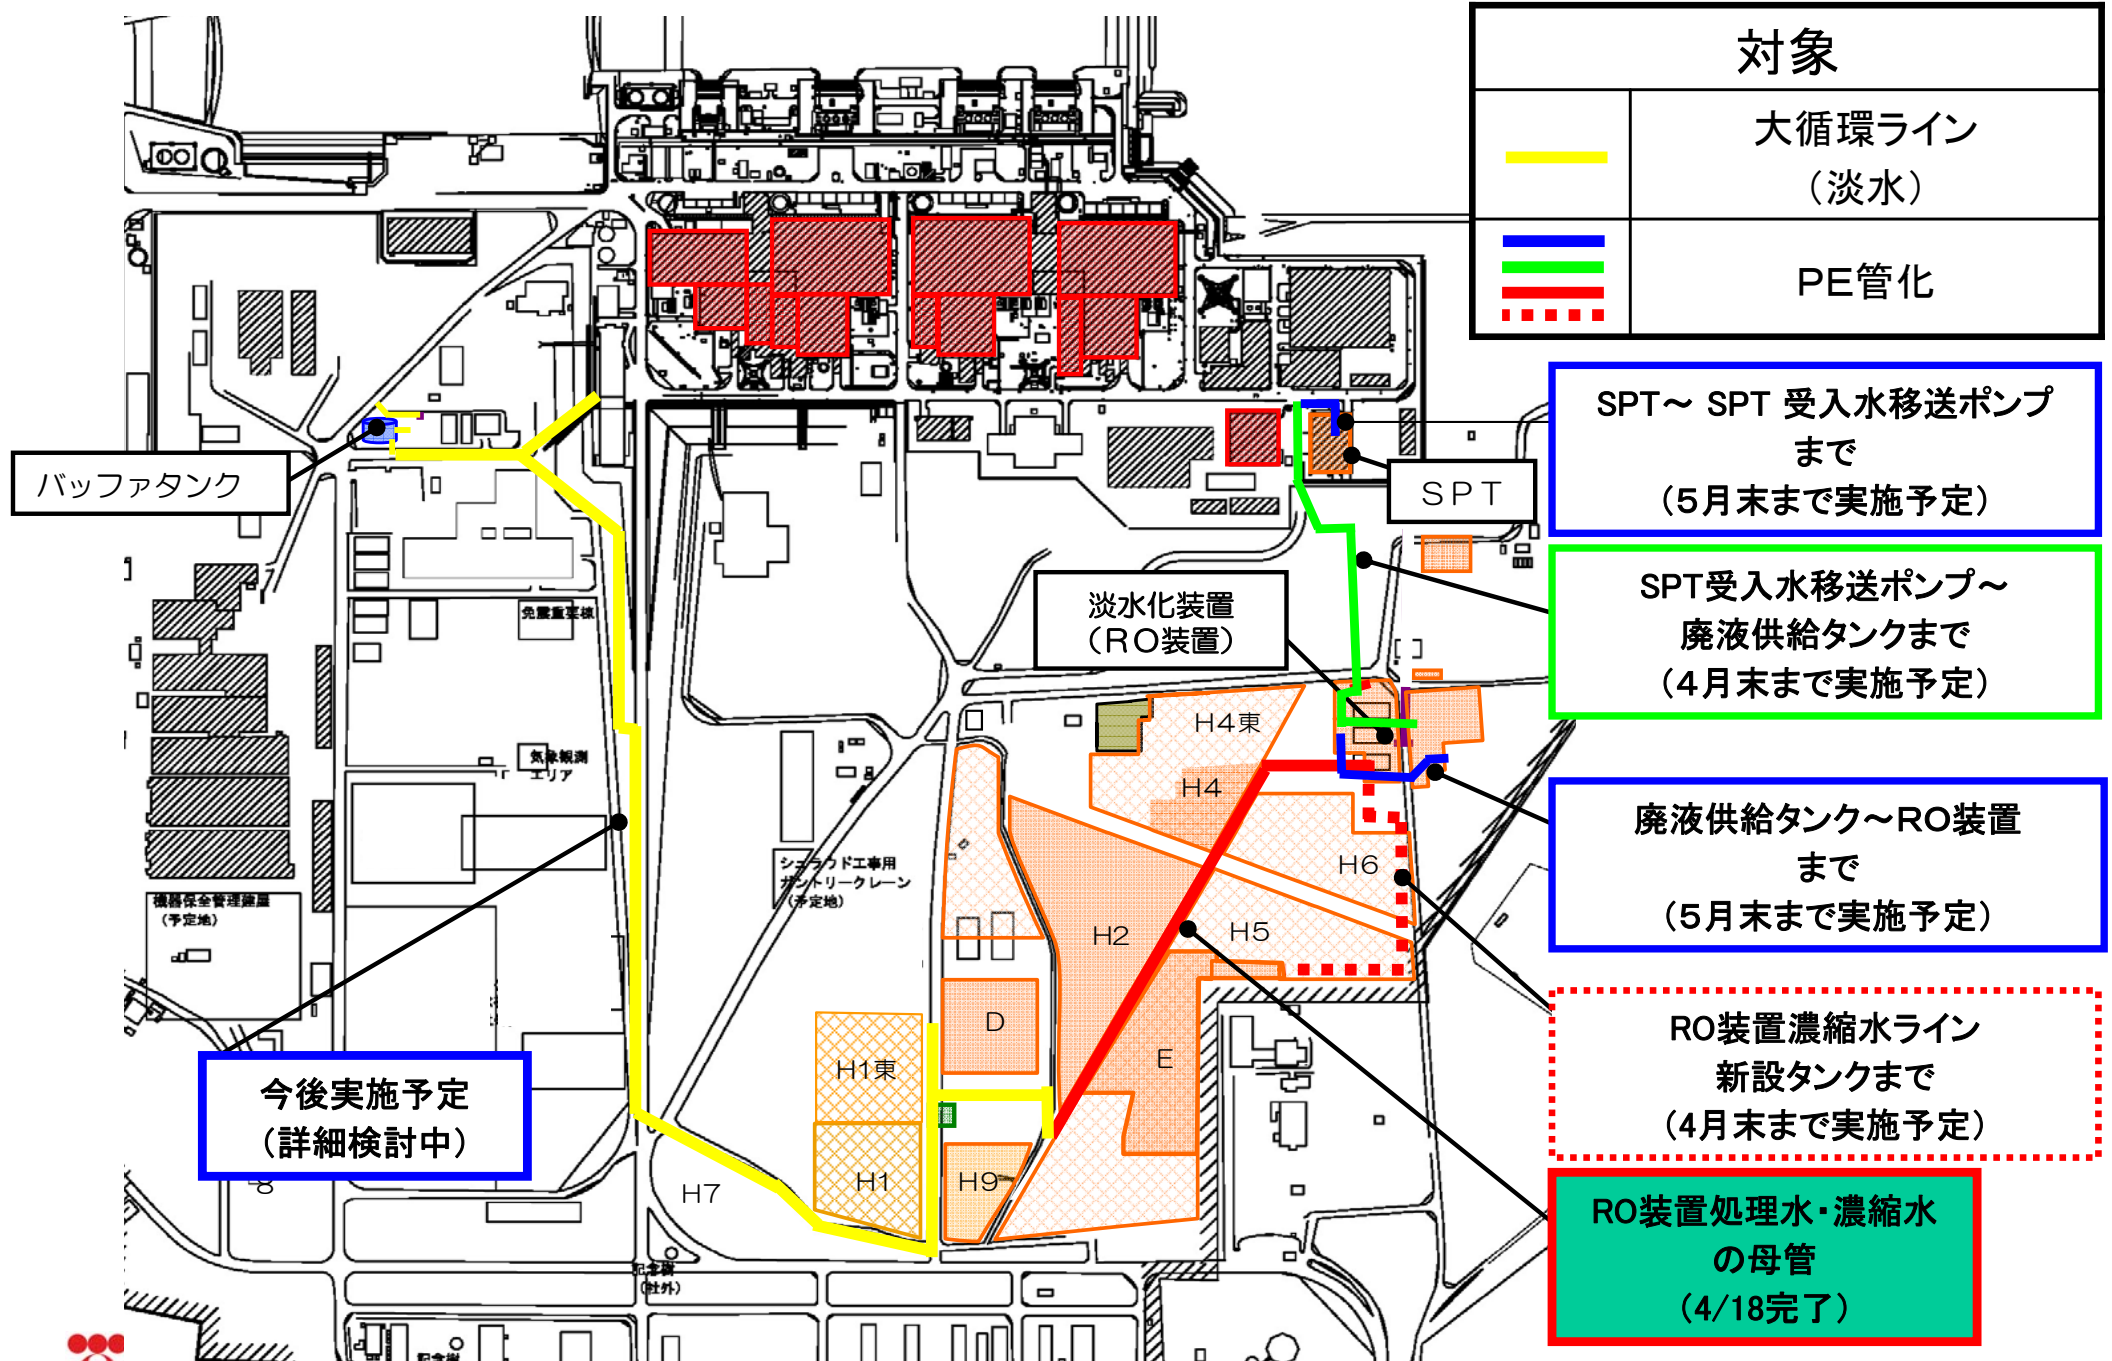 対象
大循環ライン
（淡水）
PE管化
SPT～ SPT 受入水移送ポンプ
まで
（5月末まで実施予定）
バッファタンク
SPT
SPT受入水移送ポンプ～
廃液供給タンクまで
（4月末まで実施予定）
淡水化装置
（RO装置）
免震重要棟
H4東
気象観測
エリア
H4
廃液供給タンク～RO装置
まで
（5月末まで実施予定）
シュラウド工事用
ガントリークレーン
（予定地）
H6
機器保全管理建屋
（予定地）
H2
H5
D
RO装置濃縮水ライン
新設タンクまで
（4月末まで実施予定）
H1東
E
今後実施予定
（詳細検討中）
H7
H1
H9
RO装置処理水・濃縮水
の母管
（4/18完了）
記念樹
（社外）
記念樹